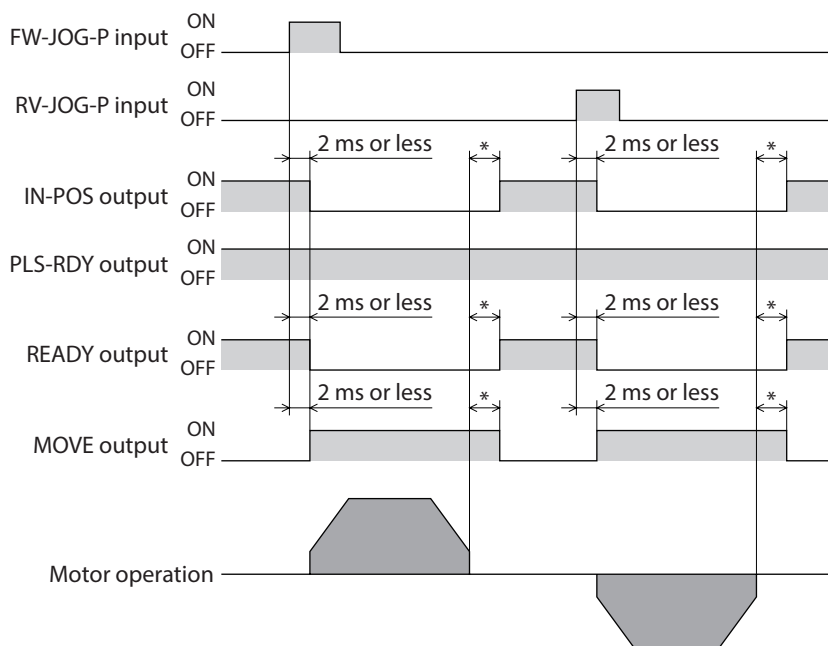 FW-JOG-P input ON
OFF
RV-JOG-P input ON
OFF
2 ms or less * 2 ms or less *
IN-POS output ON
OFF
PLS-RDY output ON
OFF
2 ms or less * 2 ms or less *
READY output ON
OFF
2 ms or less * 2 ms or less *
MOVE output ON
OFF
Motor operation